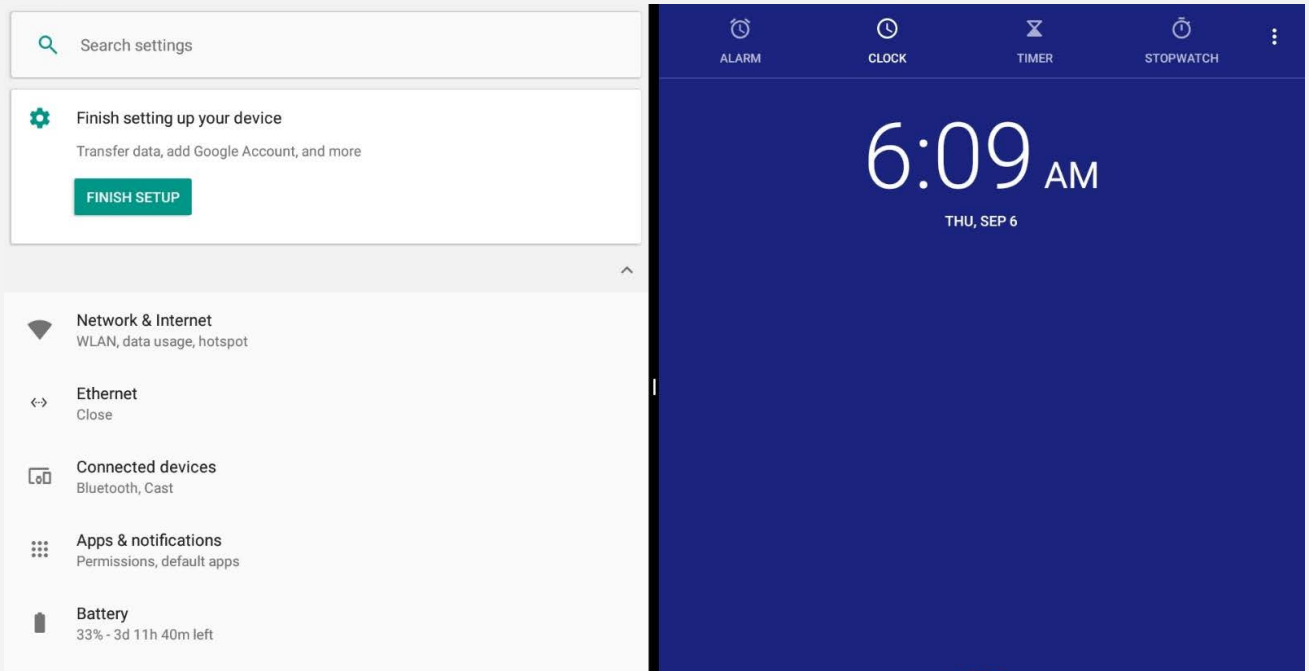 Search settings
Finish setting up your device
Transfer data, add Google Account, and more
FINISH SETUP
Network & Internet
WLAN, data usage, hotspot
Ethernet
Close
Connected devices
Bluetooth, Cast
Apps & notifications
Permissions, default apps
Battery
33% - 3d 11h 40m left
ALARM
CLOCK
TIMER
STOPWATCH
6:09 AM
THU, SEP 6